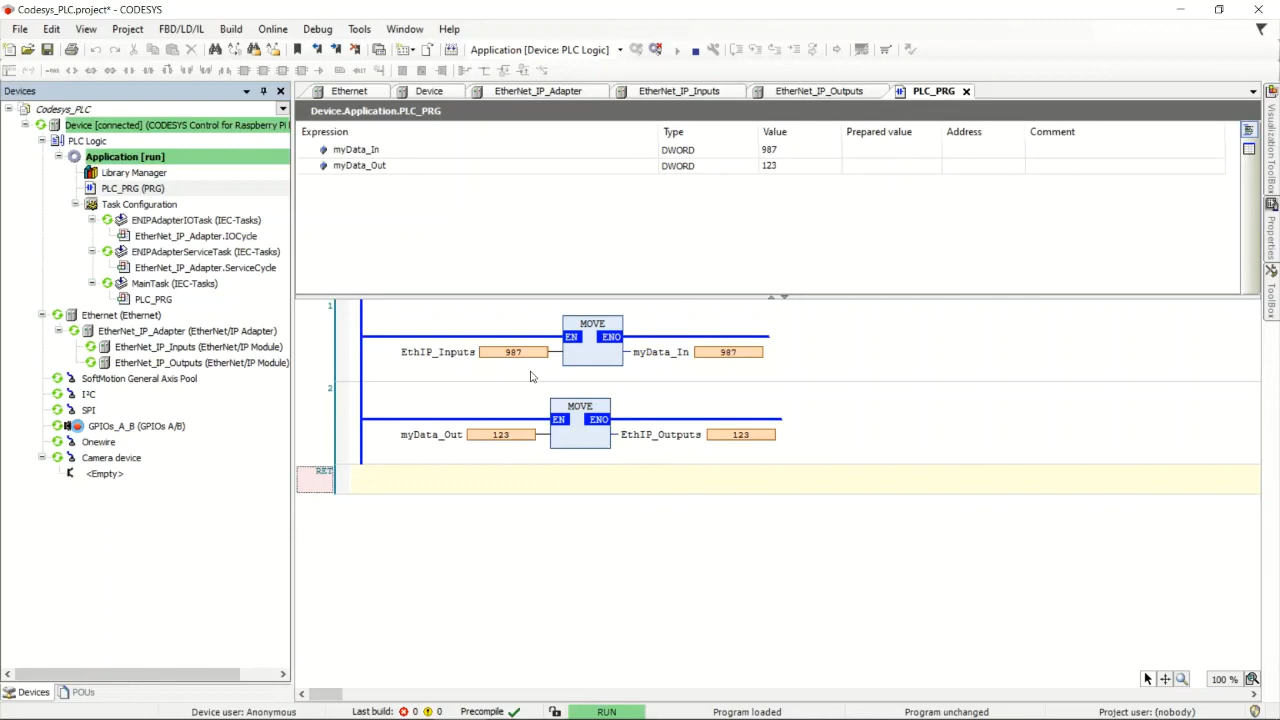 Codesys_PLC.project* - CODESYS
File Edit View Project FBD/LD/IL Build Online Debug Tools Window Help
Application [Device: PLC Logic]
Devices
Ethernet Device EtherNet_IP_Adapter EtherNet_IP_Inputs EtherNet_IP_Outputs PLC_PRG
Codesys_PLC
Device [connected] (CODESYS Control for Raspberry Pi
PLC Logic
Application [run]
Library Manager
PLC_PRG (PRG)
Task Configuration
ENIPAdapterIOTask (IEC-Tasks)
EtherNet_IP_Adapter.IOCycle
ENIPAdapterServiceTask (IEC-Tasks)
EtherNet_IP_Adapter.ServiceCycle
MainTask (IEC-Tasks)
PLC_PRG
Ethernet (Ethernet)
EtherNet_IP_Adapter (EtherNet/IP Adapter)
EtherNet_IP_Inputs (EtherNet/IP Module)
EtherNet_IP_Outputs (EtherNet/IP Module)
SoftMotion General Axis Pool
I²C
SPI
GPIOs_A_B (GPIOs A/B)
Onewire
Camera device
<Empty>
Devices POUs
Device.Application.PLC_PRG
Expression Type Value Prepared value Address Comment
myData_In DWORD 987
myData_Out DWORD 123
1
MOVE
EN ENO
EthIP_Inputs 987 myData_In 987
2
MOVE
EN ENO
myData_Out 123 EthIP_Outputs 123
RET
100 %
Visualization ToolBox
Properties
ToolBox
Device user: Anonymous Last build: 0 0 Precompile RUN Program loaded Program unchanged Project user: (nobody)